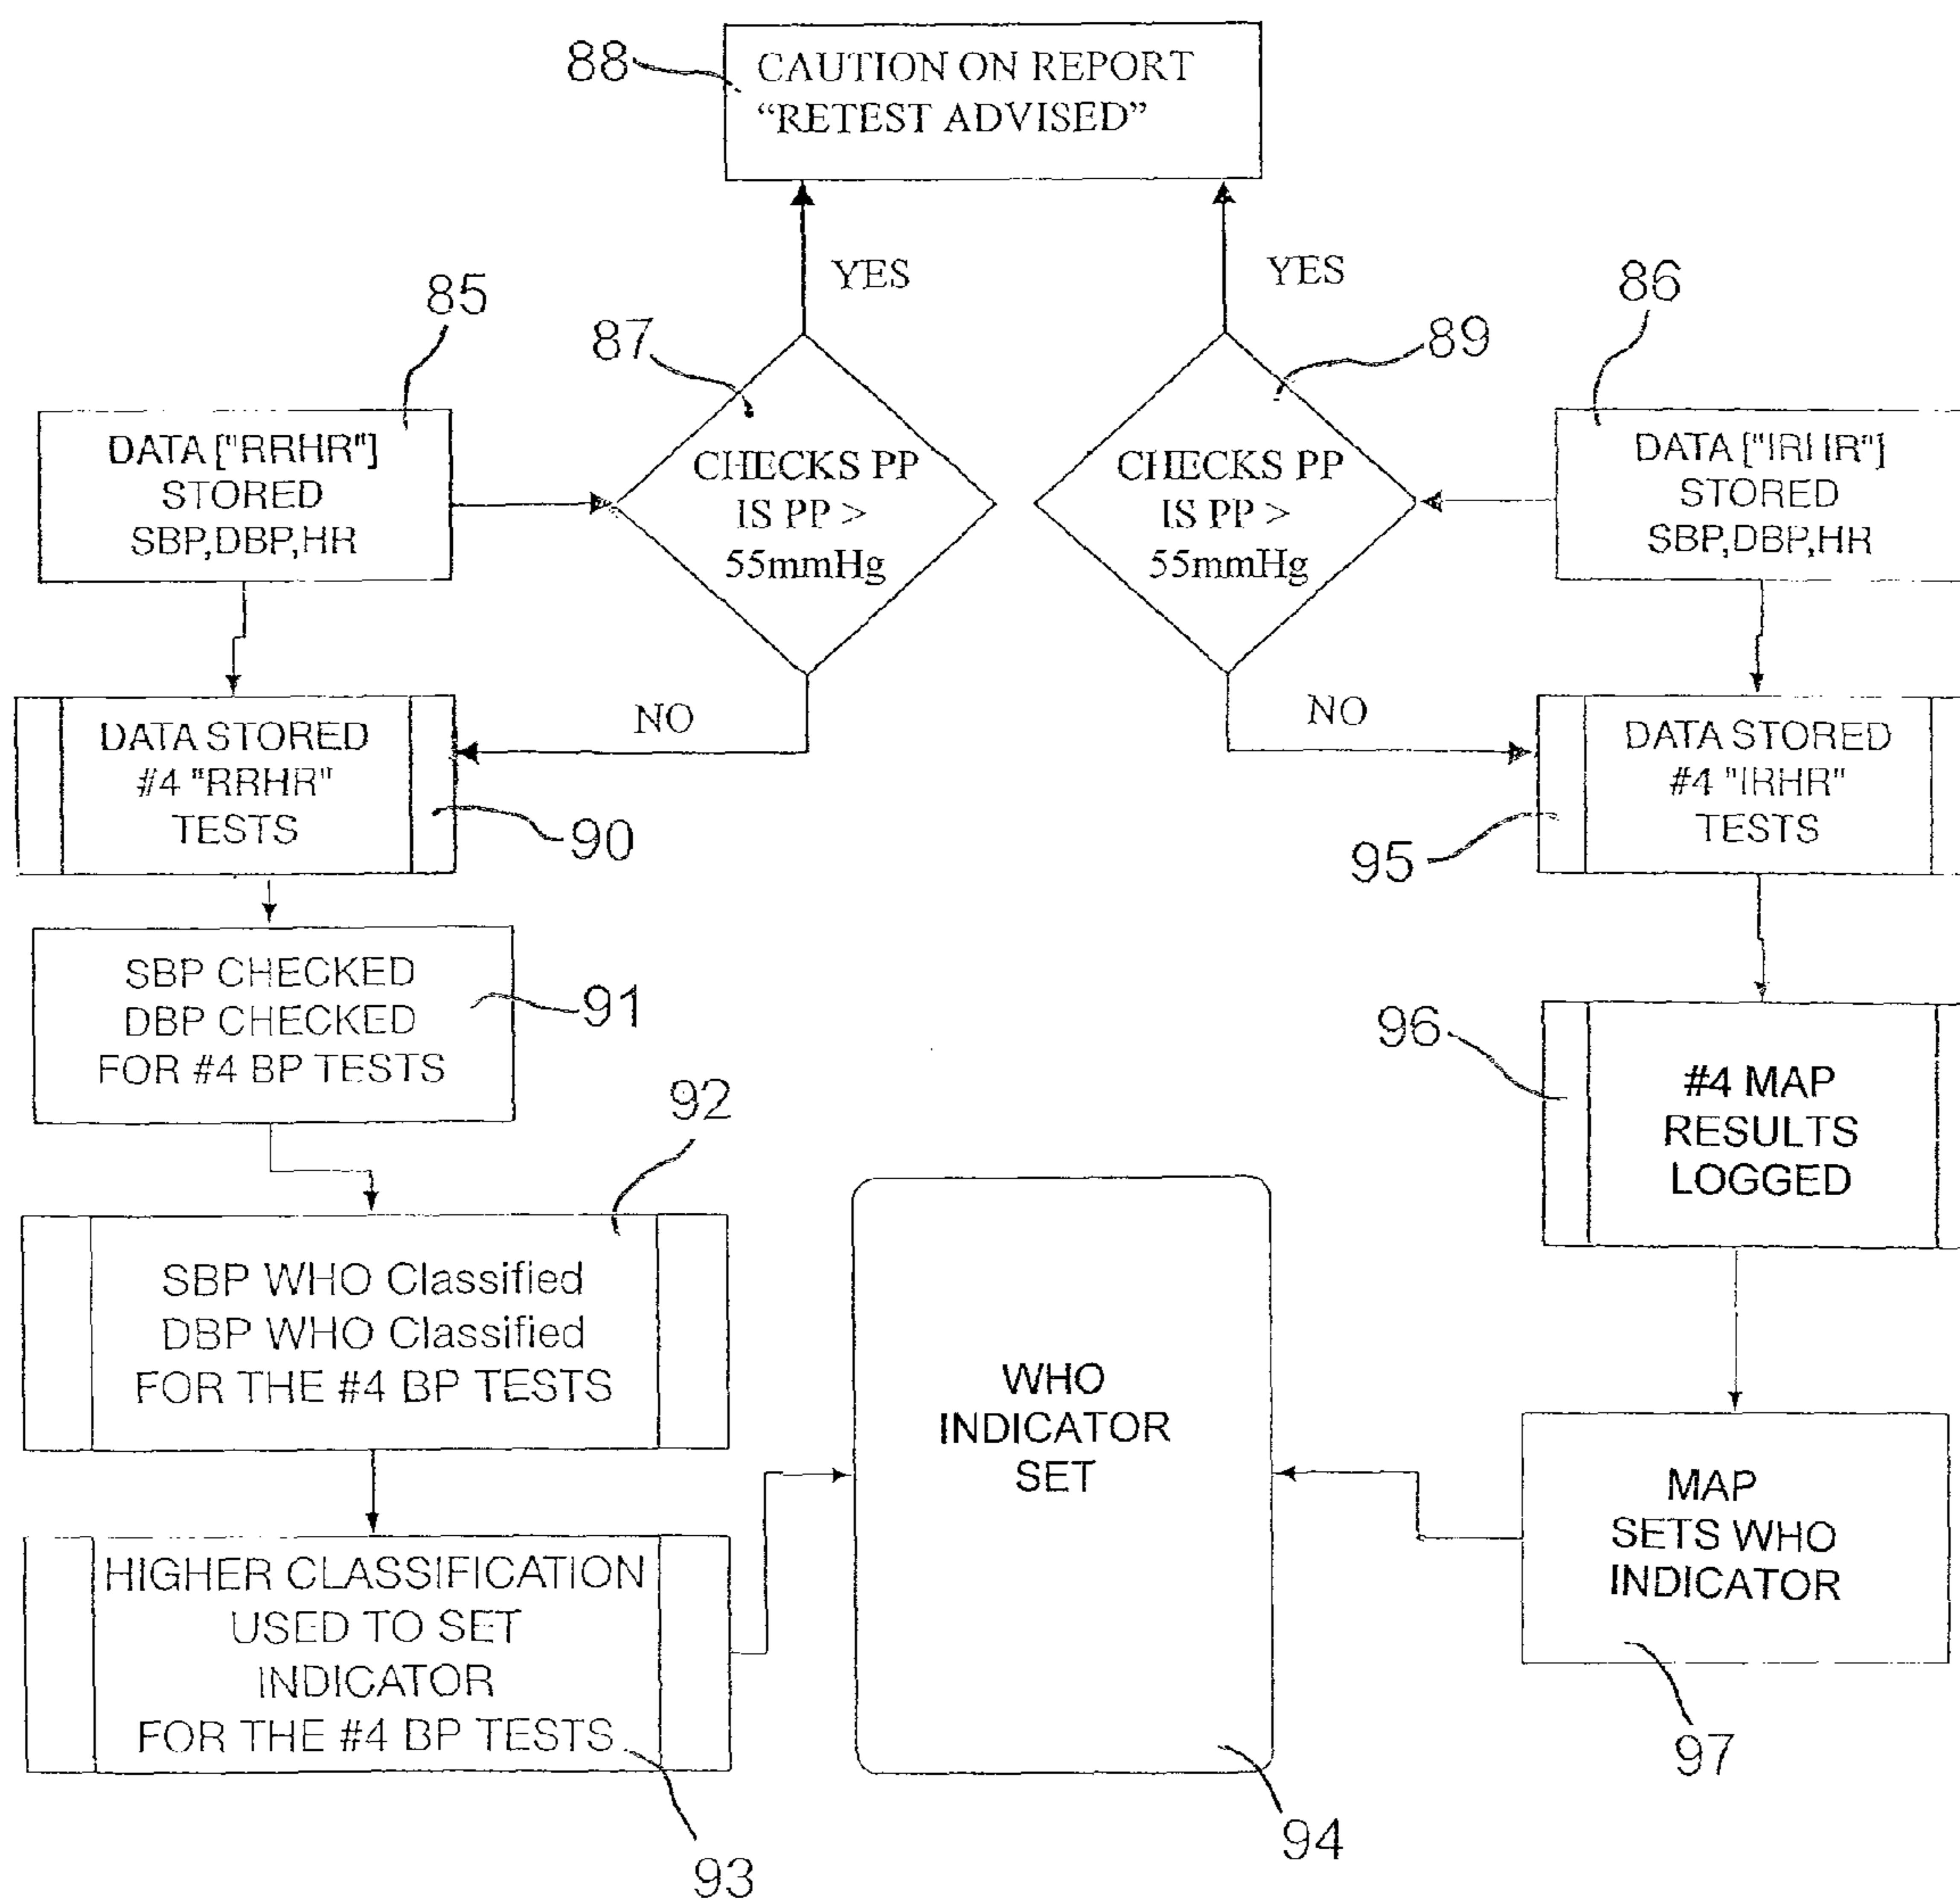 88
CAUTION ON REPORT
“RETEST ADVISED”
YES
YES
85
86
87
89
DATA ["RRHR"]
STORED
SBP,DBP,HR
CHECKS PP
IS PP >
55mmHg
CHECKS PP
IS PP >
55mmHg
DATA ["IRHR"]
STORED
SBP,DBP,HR
NO
NO
DATA STORED
#4 "RRHR"
TESTS
90
DATA STORED
#4 "IRHR"
TESTS
95
SBP CHECKED
DBP CHECKED
FOR #4 BP TESTS
91
96
#4 MAP
RESULTS
LOGGED
92
SBP WHO Classified
DBP WHO Classified
FOR THE #4 BP TESTS
WHO
INDICATOR
SET
MAP
SETS WHO
INDICATOR
HIGHER CLASSIFICATION
USED TO SET
INDICATOR
FOR THE #4 BP TESTS
97
94
93